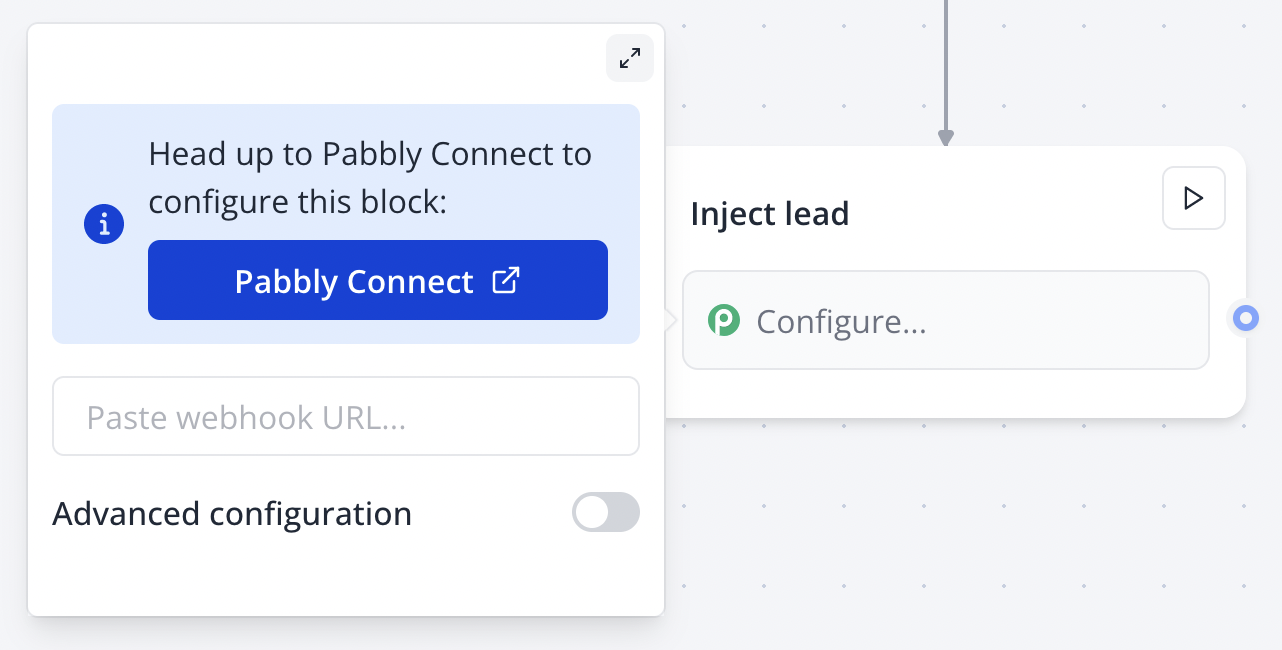 Head up to Pabbly Connect to
configure this block:
Pabbly Connect
Paste webhook URL...
Advanced configuration
Inject lead
Configure...